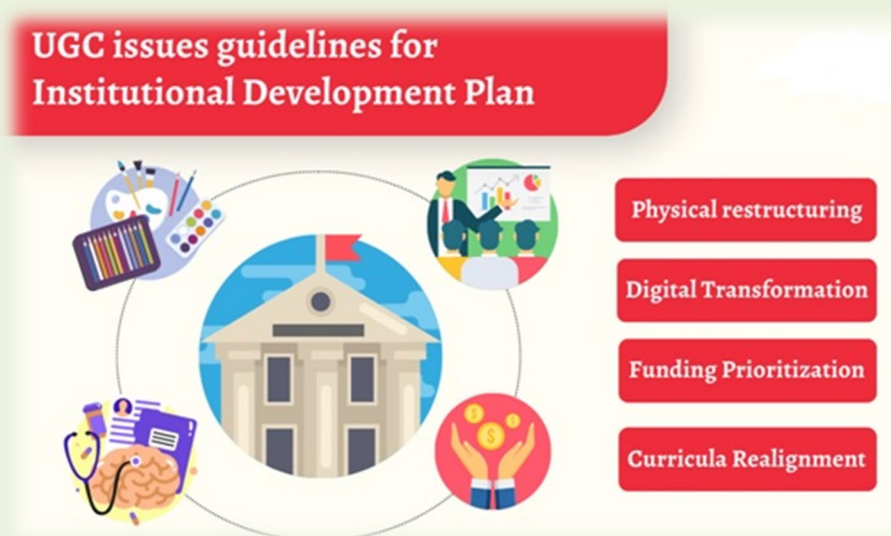 UGC issues guidelines for
Institutional Development Plan
Physical restructuring
Digital Transformation
Funding Prioritization
Curricula Realignment